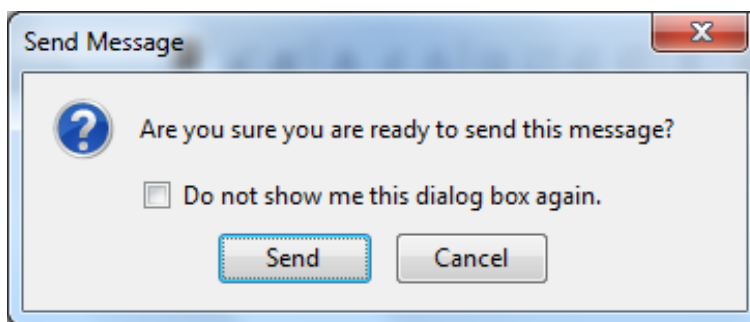 Send Message
Are you sure you are ready to send this message?
Do not show me this dialog box again.
Send Cancel